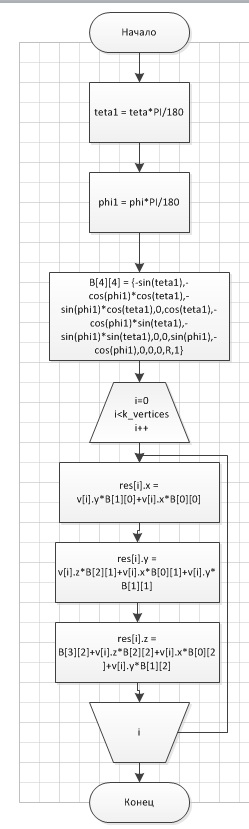 Начало
teta1 = teta*PI/180
phi1 = phi*PI/180
B[4][4] = {-sin(teta1),-
cos(phi1)*cos(teta1),-
sin(phi1)*cos(teta1),0,cos(teta1),-
cos(phi1)*sin(teta1),-
sin(phi1)*sin(teta1),0,0,sin(phi1),-
cos(phi1),0,0,0,R,1}
i=0
i<k_vertices
i++
res[i].x =
v[i].y*B[1][0]+v[i].x*B[0][0]
res[i].y =
v[i].z*B[2][1]+v[i].x*B[0][1]+v[i].y*
B[1][1]
res[i].z =
B[3][2]+v[i].z*B[2][2]+v[i].x*B[0][2
]+v[i].y*B[1][2]
i
Конец